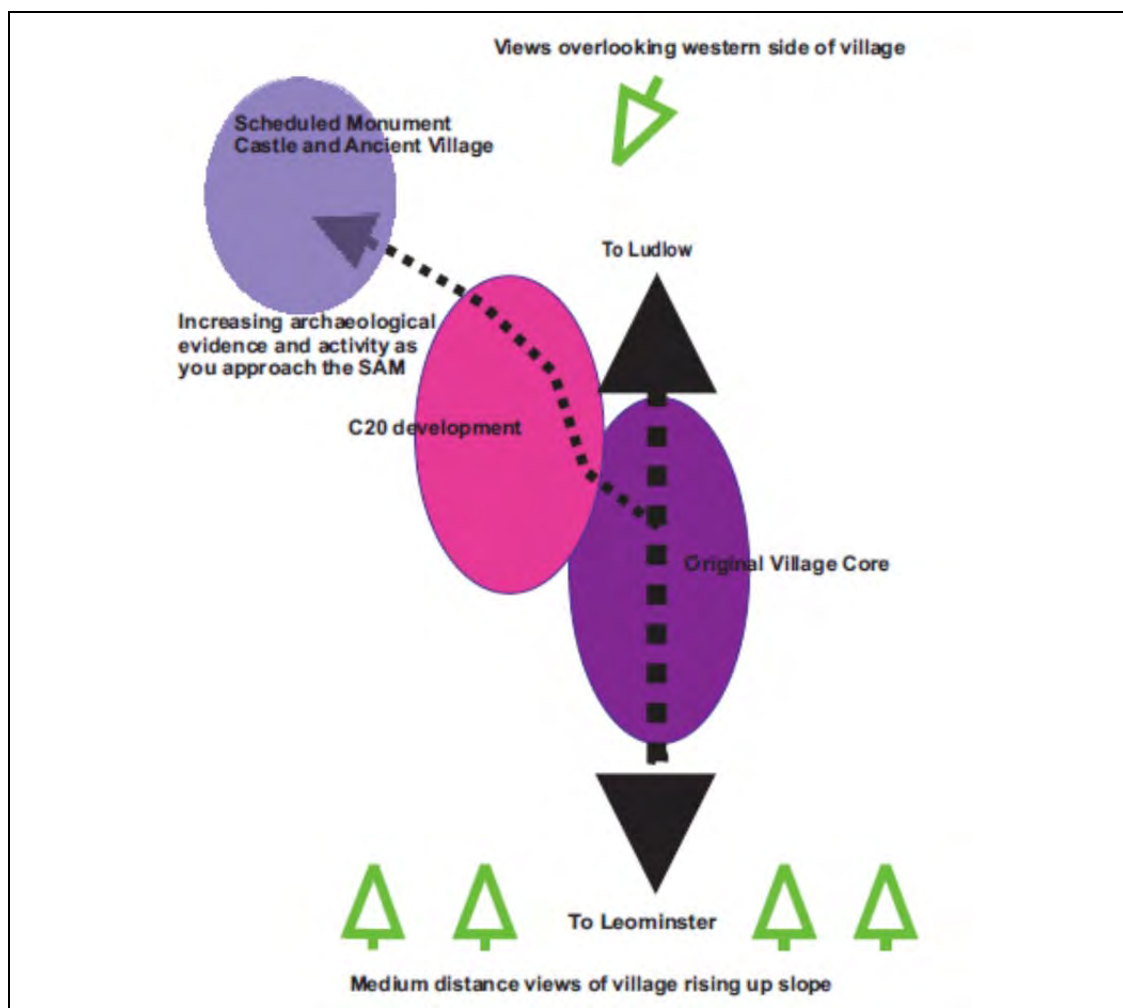 Views overlooking western side of village
Scheduled Monument
Castle and Ancient Village
To Ludlow
Increasing archaeological
evidence and activity as
you approach the SAM
C20 development
Original Village Core
To Leominster
Medium distance views of village rising up slope